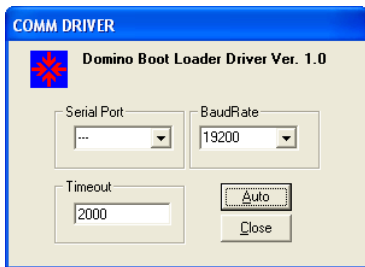 COMM DRIVER
Domino Boot Loader Driver Ver. 1.0
Serial Port
BaudRate
---
19200
Timeout
2000
Auto
Close